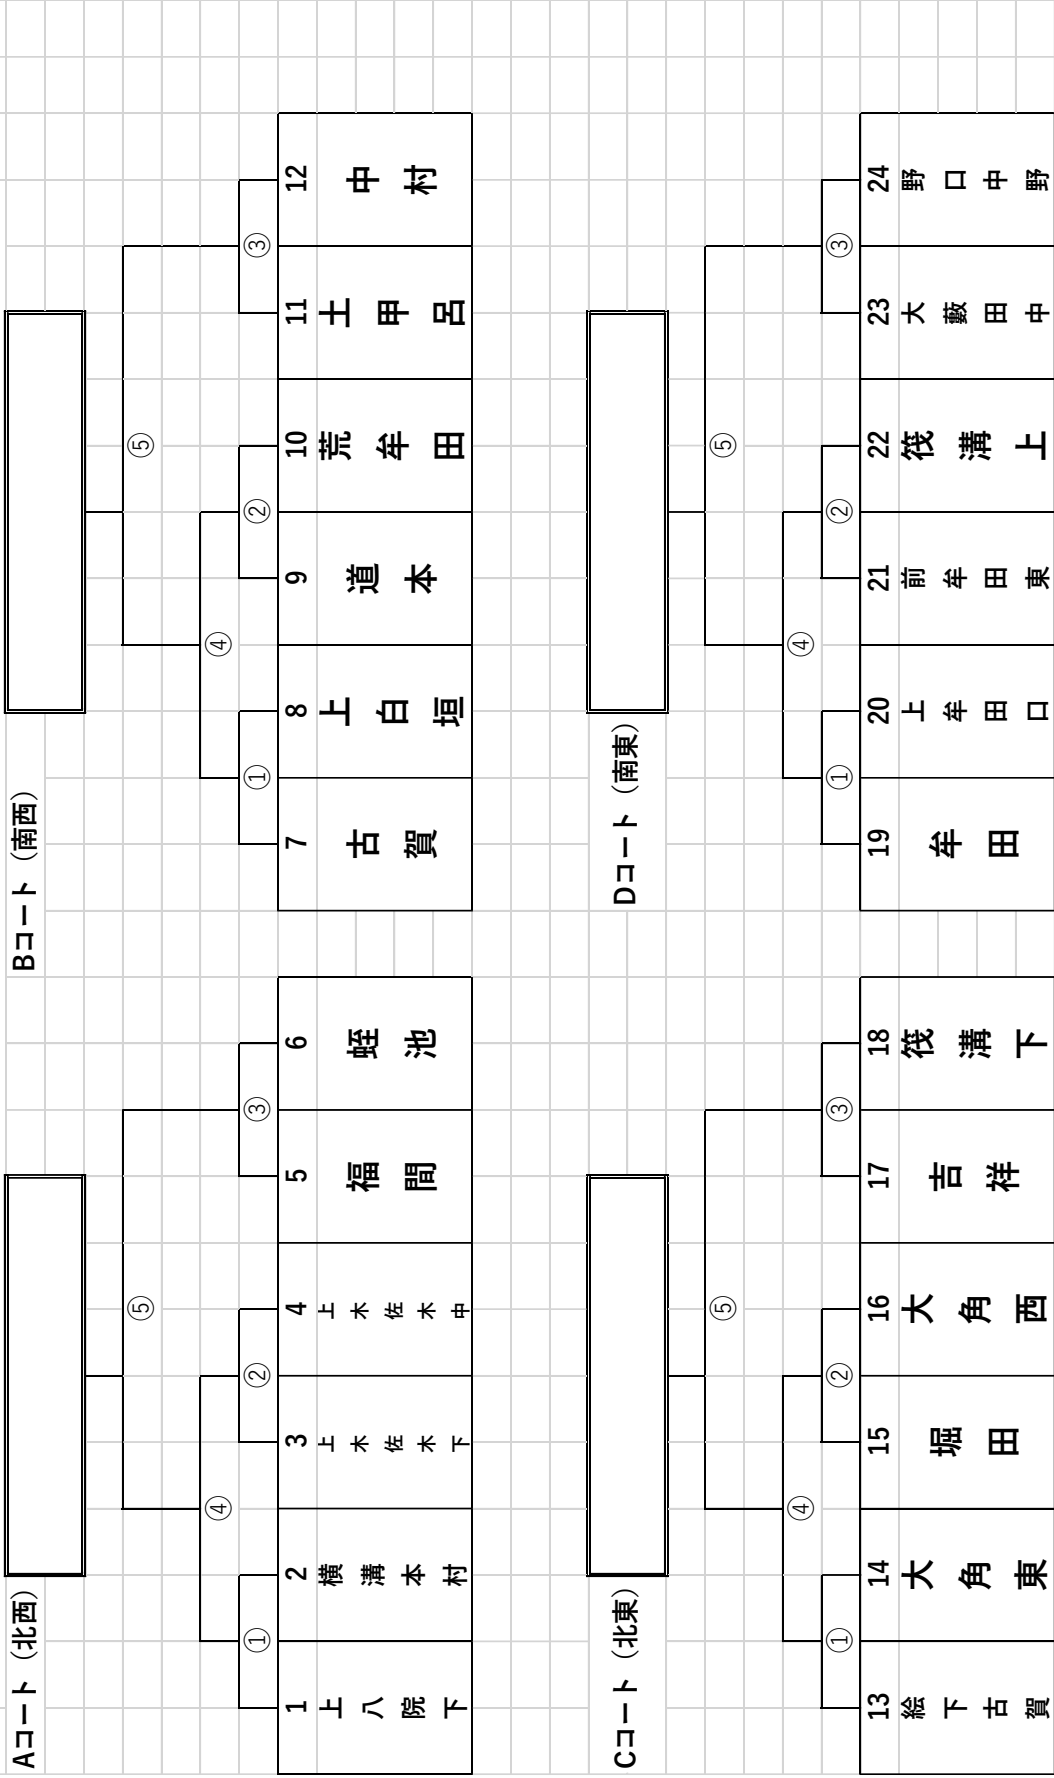 Aコート（北西）
⑤
④
① ② ③
1 2 3 4 5 6
上八院下 横溝本村 上木佐木下 上木佐木中 福間 蛭池
Bコート（南西）
⑤
④
① ② ③
7 8 9 10 11 12
古賀 上白垣 道本 荒牟田 土甲呂 中村
Cコート（北東）
⑤
④
① ② ③
13 14 15 16 17 18
絵下古賀 大角東 堀田 大角西 吉祥 筏溝下
Dコート（南東）
⑤
④
① ② ③
19 20 21 22 23 24
牟田 上牟田口 前牟田東 筏溝上 大藪田中 野口中野